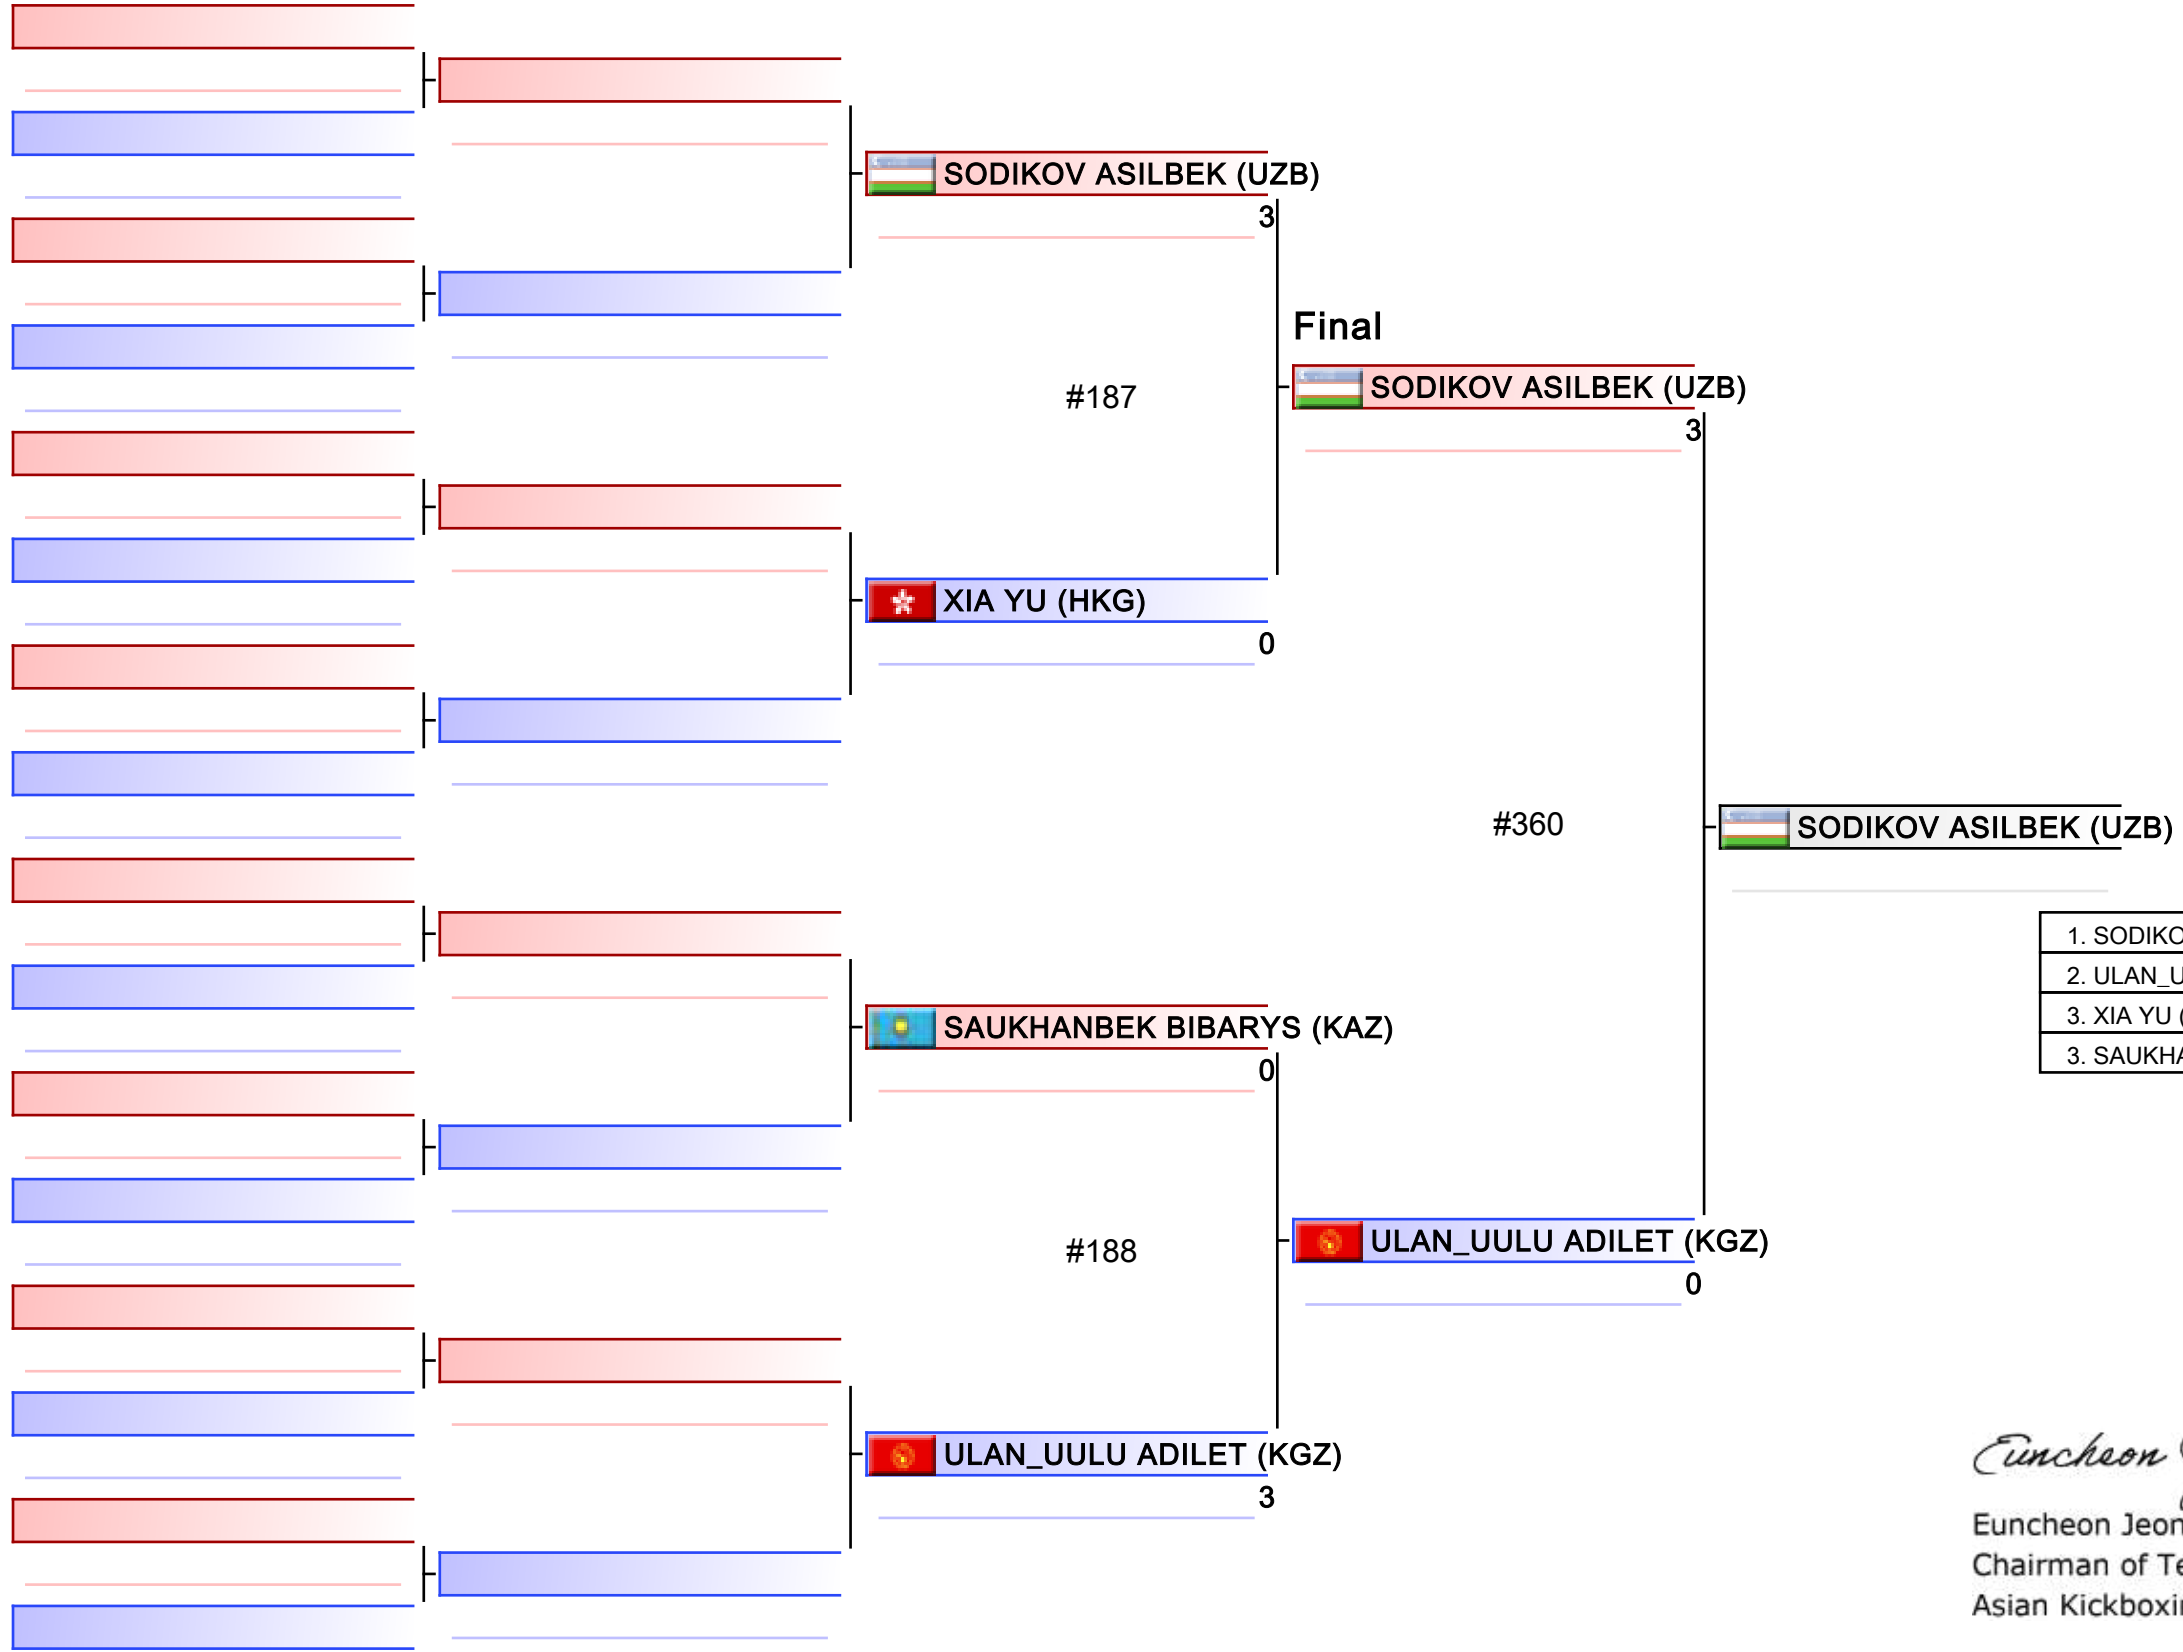 SODIKOV ASILBEK (UZB)
3
Final
#187
SODIKOV ASILBEK (UZB)
3
XIA YU (HKG)
0
#360
SODIKOV ASILBEK (UZB)
1. SODIKO
2. ULAN_U
3. XIA YU (
3. SAUKHA
SAUKHANBEK BIBARYS (KAZ)
0
#188
ULAN_UULU ADILET (KGZ)
0
ULAN_UULU ADILET (KGZ)
3
Euncheon
Euncheon Jeon
Chairman of Te
Asian Kickboxi